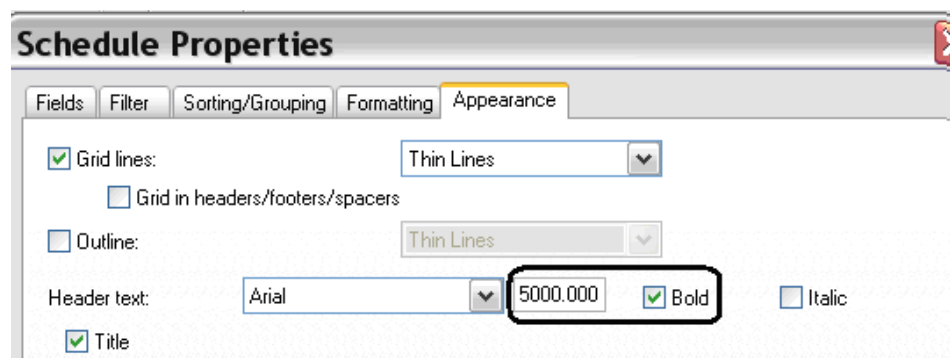 Schedule Properties
Fields Filter Sorting/Grouping Formatting Appearance
Grid lines: Thin Lines
Grid in headers/footers/spacers
Outline: Thin Lines
Header text: Arial 5000.000 Bold Italic
Title